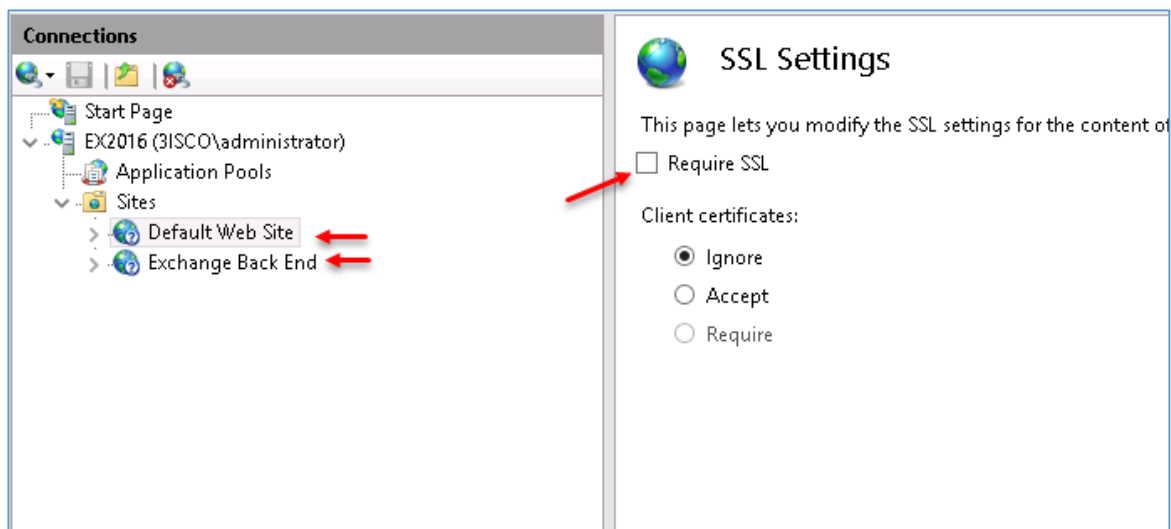 Connections
Start Page
EX2016 (3ISCO\administrator)
Application Pools
Sites
Default Web Site
Exchange Back End
SSL Settings
This page lets you modify the SSL settings for the content of
Require SSL
Client certificates:
Ignore
Accept
Require